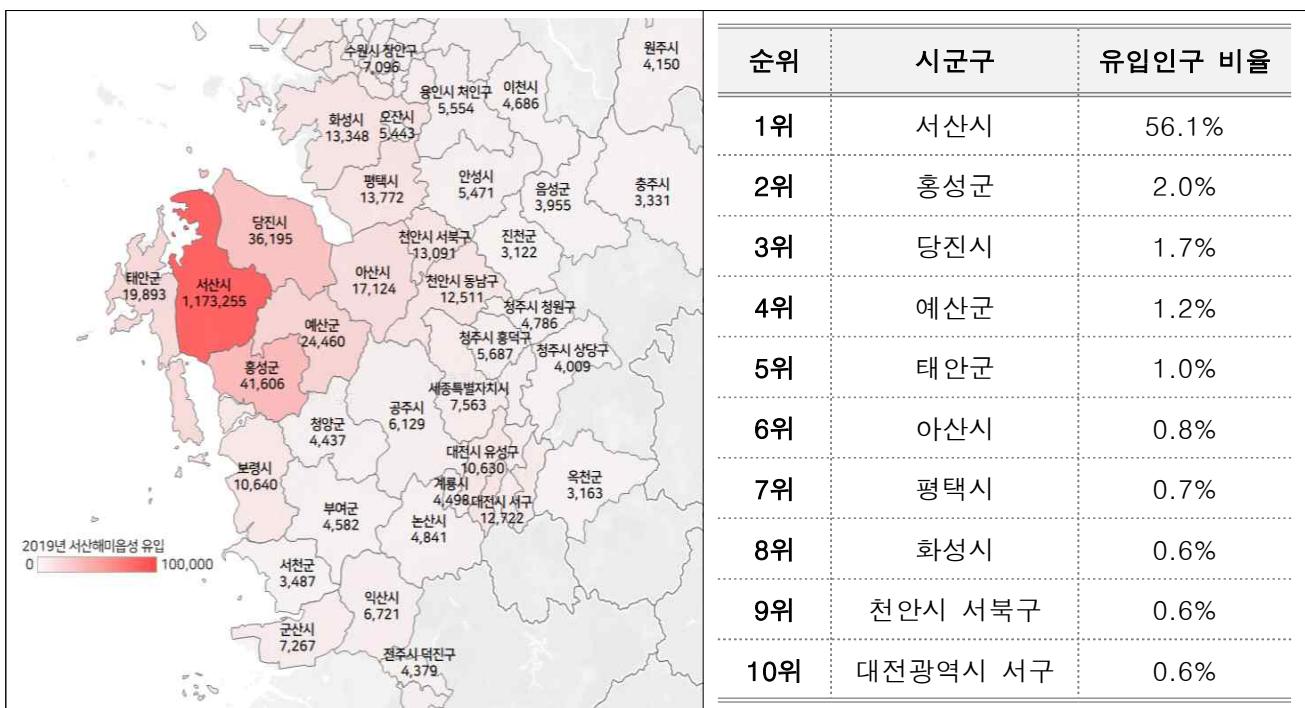 수원시 장안구
7,096
원주시
4,150
용인시 처인구
5,554
이천시
4,686
화성시
13,348
오산시
5,443
평택시
13,772
안성시
5,471
음성군
3,955
충주시
3,331
당진시
36,195
천안시 서북구
13,091
진천군
3,122
태안군
19,893
서산시
1,173,255
아산시
17,124
천안시 동남구
12,511
청주시 청원구
4,786
예산군
24,460
청주시 흥덕구
5,687
청주시 상당구
4,009
홍성군
41,606
세종특별자치시
7,563
공주시
6,129
청양군
4,437
대전시 유성구
10,630
보령시
10,640
계룡시
4,498
대전시 서구
12,722
옥천군
3,163
부여군
4,582
논산시
4,841
2019년 서산해미읍성 유입
0 100,000
서천군
3,487
익산시
6,721
군산시
7,267
전주시 덕진구
4,379
순위 시군구 유입인구 비율
1위 서산시 56.1%
2위 홍성군 2.0%
3위 당진시 1.7%
4위 예산군 1.2%
5위 태안군 1.0%
6위 아산시 0.8%
7위 평택시 0.7%
8위 화성시 0.6%
9위 천안시 서북구 0.6%
10위 대전광역시 서구 0.6%